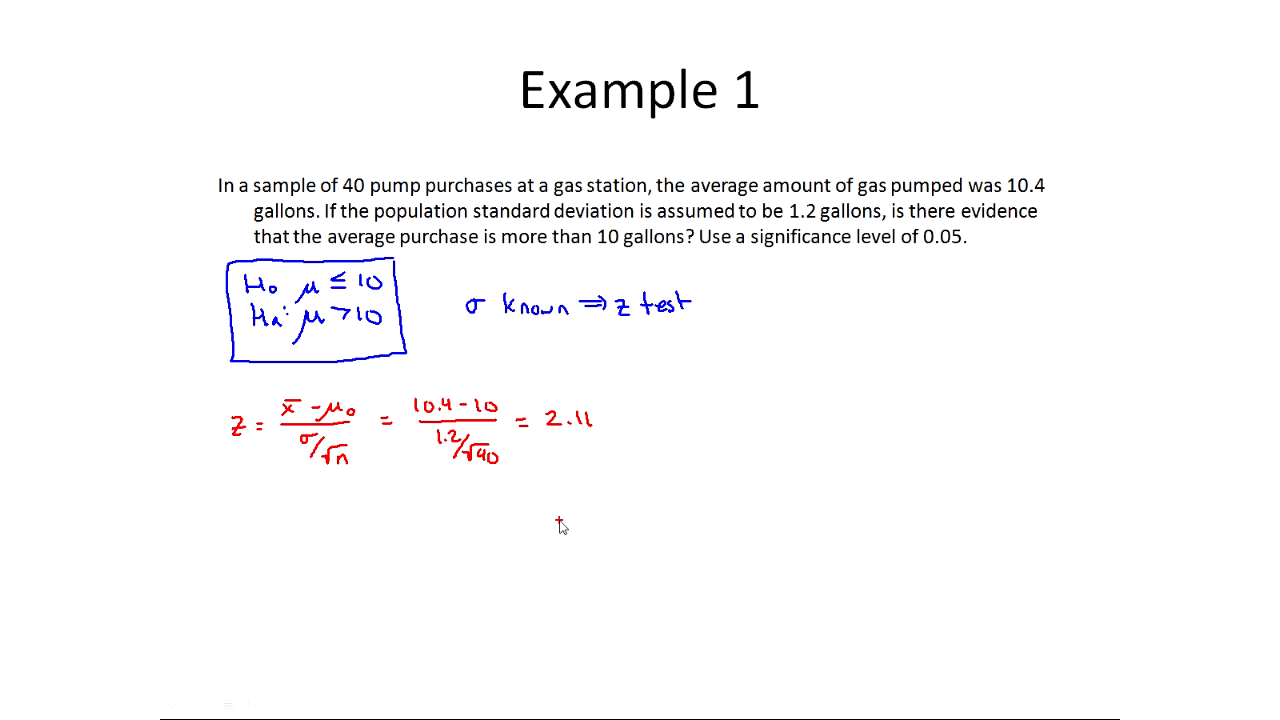 Example 1
In a sample of 40 pump purchases at a gas station, the average amount of gas pumped was 10.4
gallons. If the population standard deviation is assumed to be 1.2 gallons, is there evidence
that the average purchase is more than 10 gallons? Use a significance level of 0.05.
H₀ μ ≤ 10
Hₐ: μ > 10
σ known ⇒ z test
z = (x̄ - μ₀)/(σ/√n) = (10.4 - 10)/(1.2/√40) = 2.11